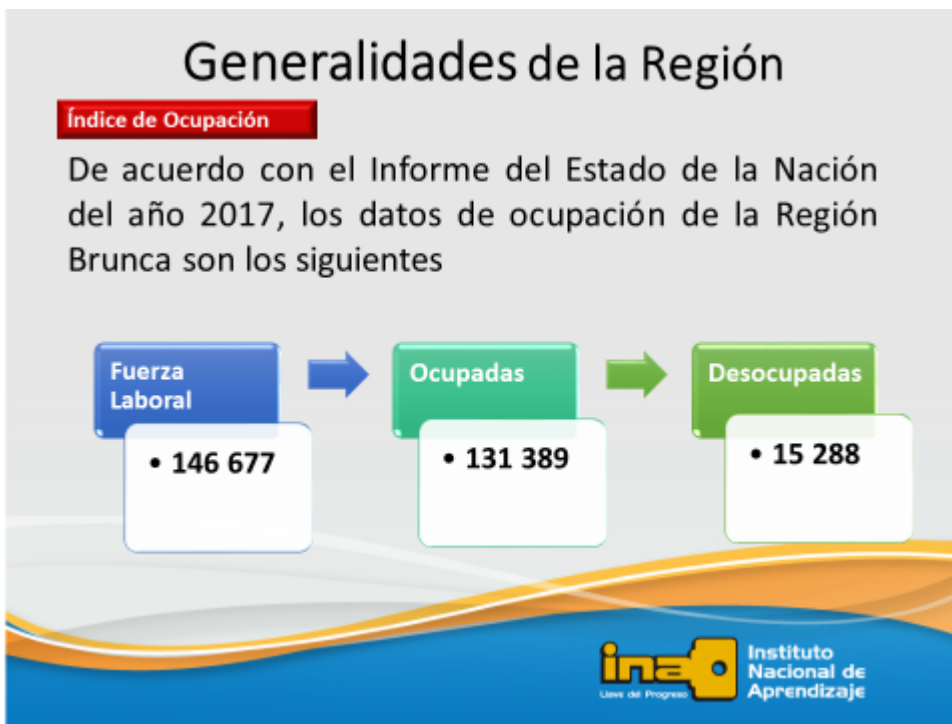 Generalidades de la Región
Índice de Ocupación
De acuerdo con el Informe del Estado de la Nación
del año 2017, los datos de ocupación de la Región
Brunca son los siguientes
Fuerza
Laboral
• 146 677
Ocupadas
• 131 389
Desocupadas
• 15 288
ina
Llave del Progreso
Instituto
Nacional de
Aprendizaje